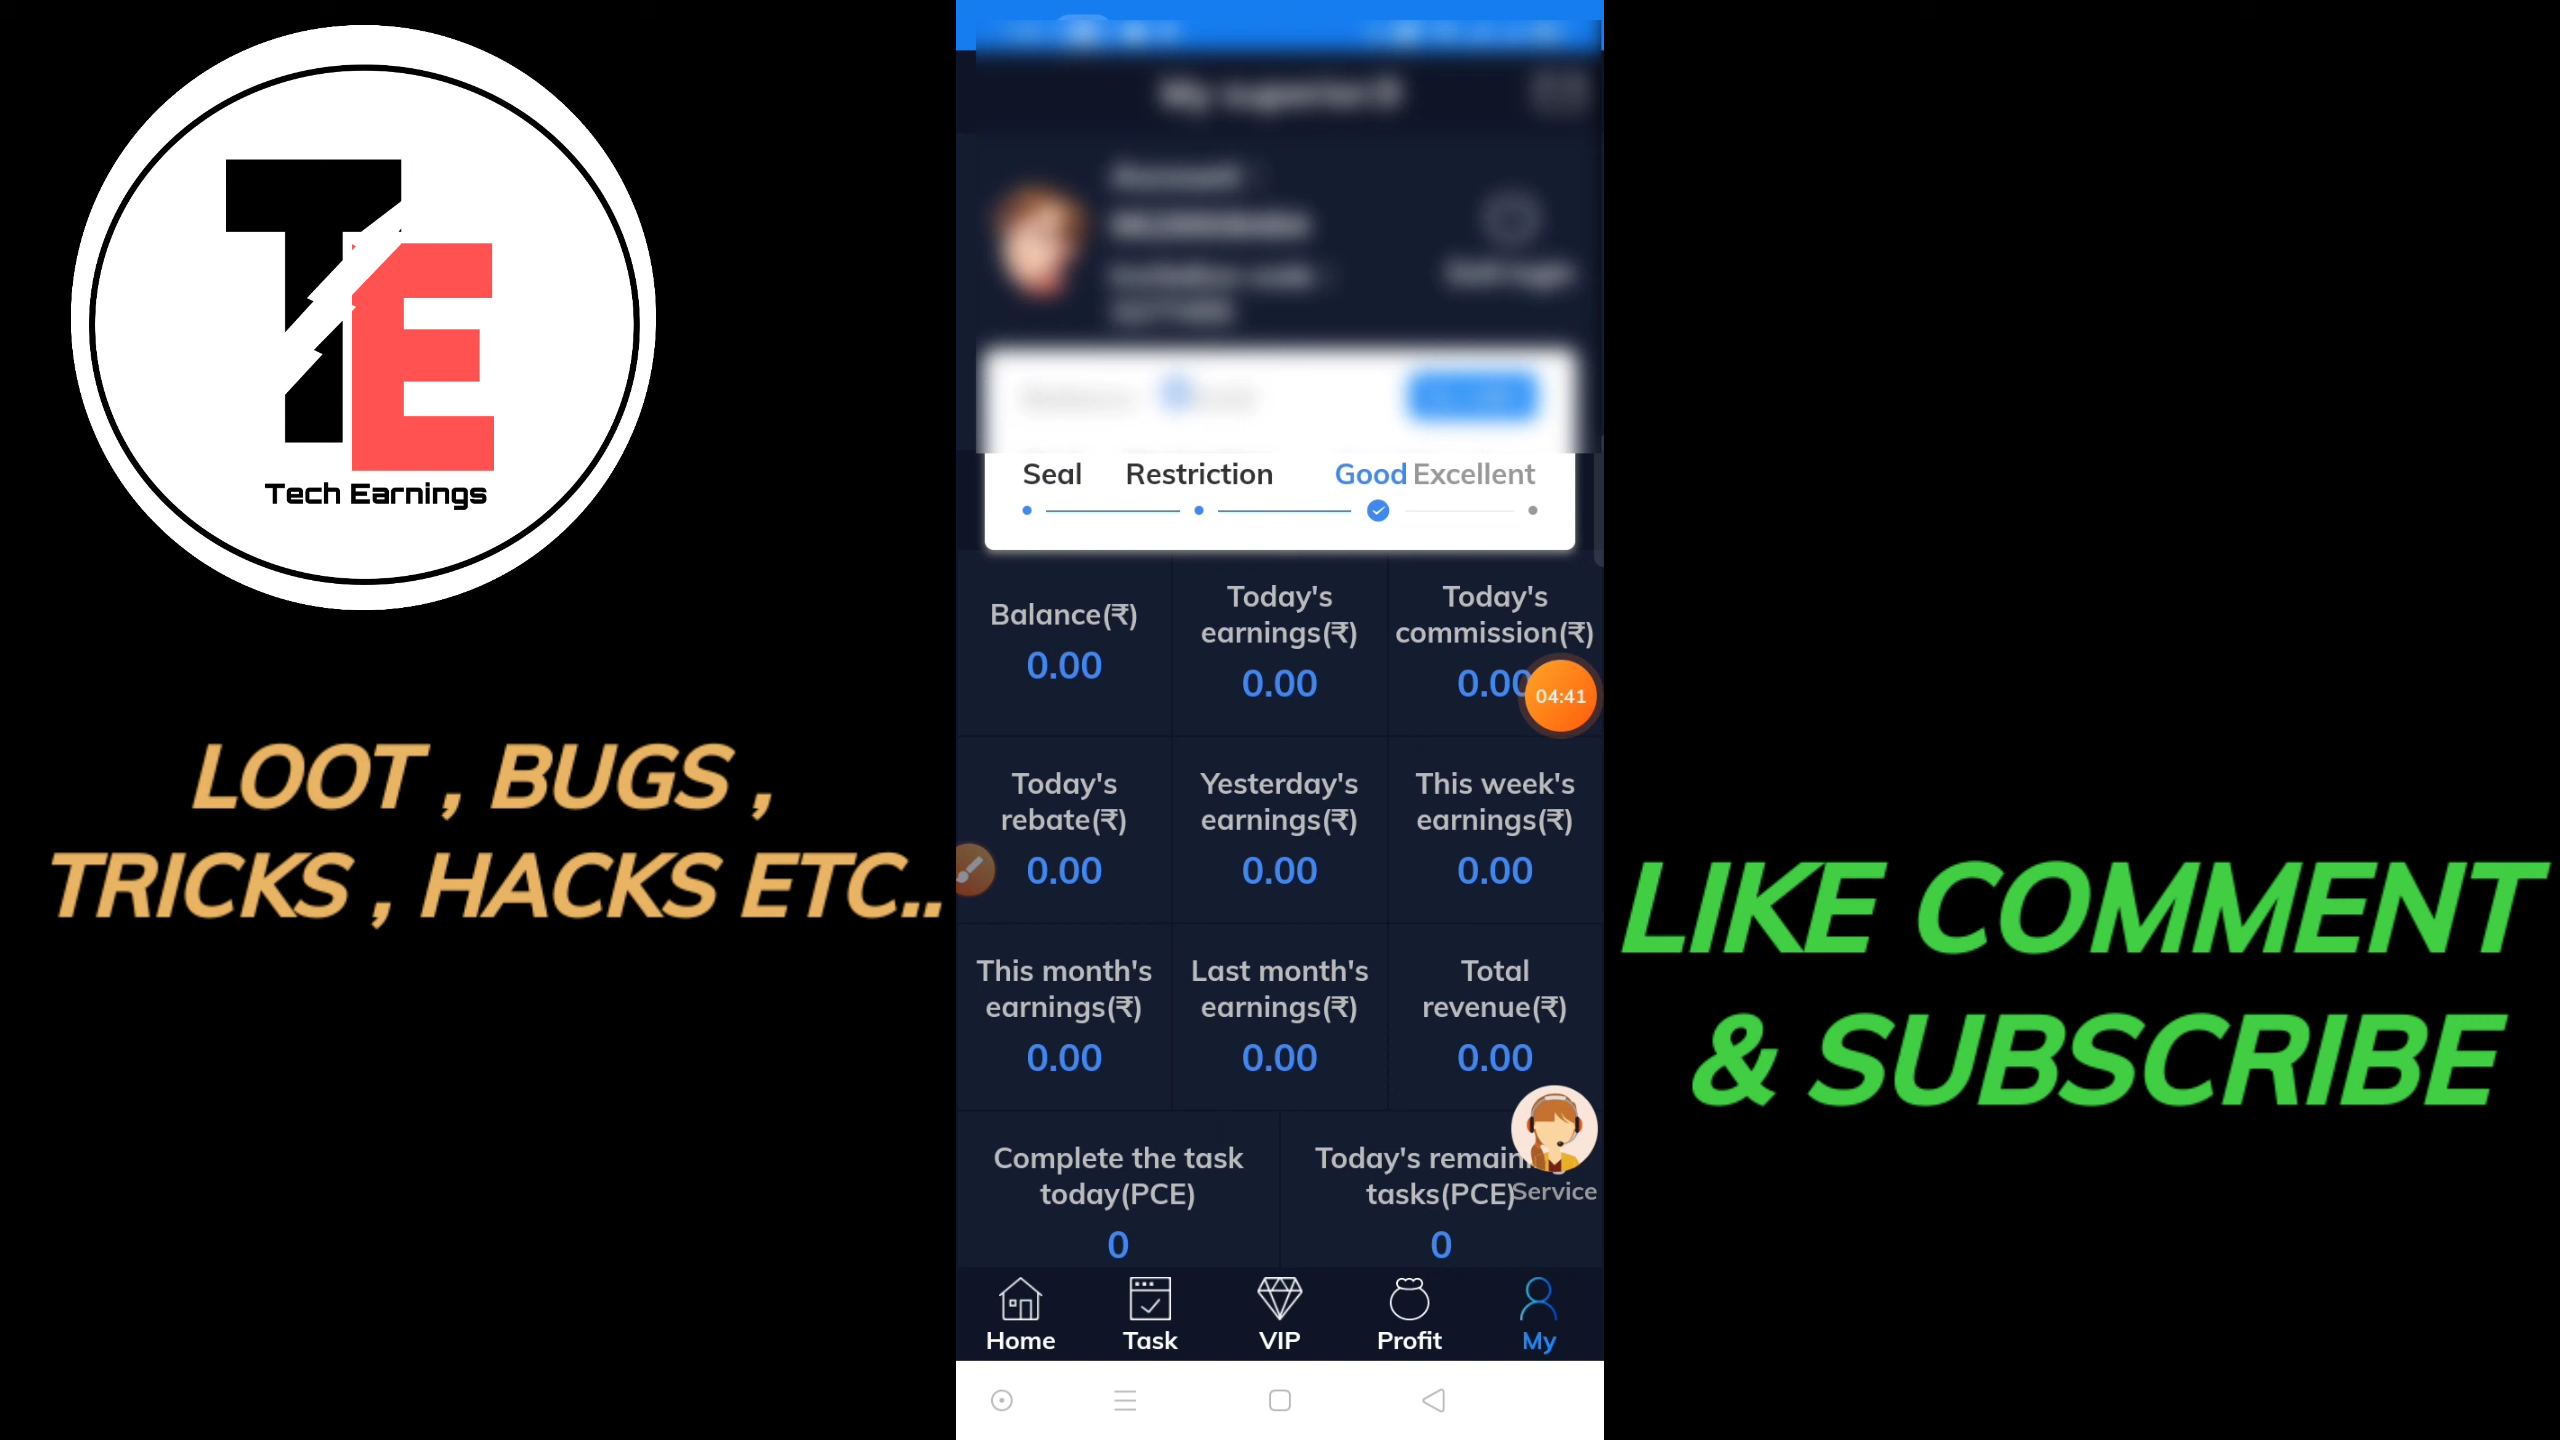 TE
Tech Earnings
LOOT , BUGS ,
TRICKS , HACKS ETC..
Seal Restriction Good Excellent
Balance(₹)
0.00
Today's
earnings(₹)
0.00
Today's
commission(₹)
0.00
04:41
Today's
rebate(₹)
0.00
Yesterday's
earnings(₹)
0.00
This week's
earnings(₹)
0.00
This month's
earnings(₹)
0.00
Last month's
earnings(₹)
0.00
Total
revenue(₹)
0.00
Complete the task
today(PCE)
0
Today's remain
tasks(PCE)
0
Service
Home Task VIP Profit My
LIKE COMMENT
& SUBSCRIBE